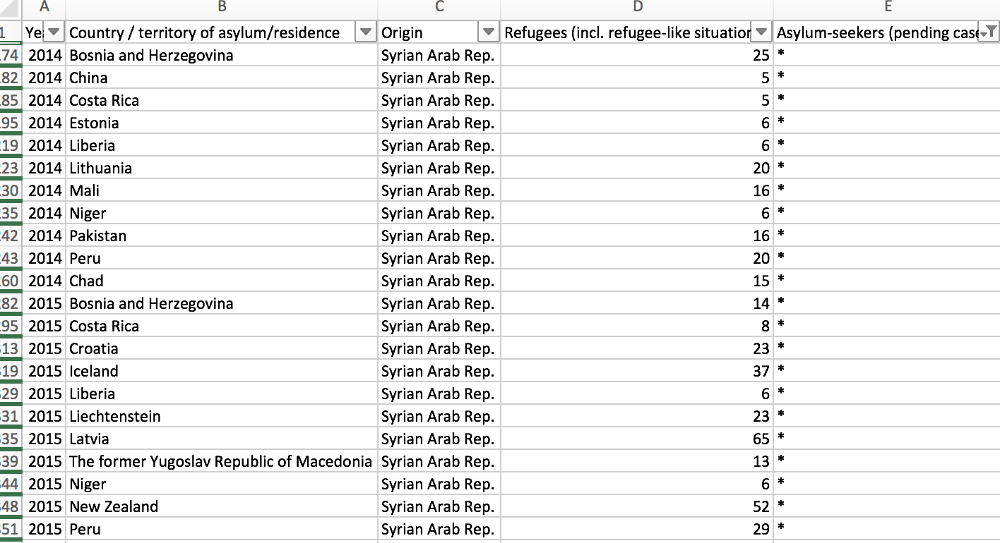 A B C D E
1 Ye Country / territory of asylum/residence Origin Refugees (incl. refugee-like situation Asylum-seekers (pending case
74 2014 Bosnia and Herzegovina Syrian Arab Rep. 25 *
82 2014 China Syrian Arab Rep. 5 *
85 2014 Costa Rica Syrian Arab Rep. 5 *
95 2014 Estonia Syrian Arab Rep. 6 *
19 2014 Liberia Syrian Arab Rep. 6 *
23 2014 Lithuania Syrian Arab Rep. 20 *
30 2014 Mali Syrian Arab Rep. 16 *
35 2014 Niger Syrian Arab Rep. 6 *
42 2014 Pakistan Syrian Arab Rep. 16 *
43 2014 Peru Syrian Arab Rep. 20 *
60 2014 Chad Syrian Arab Rep. 15 *
82 2015 Bosnia and Herzegovina Syrian Arab Rep. 14 *
95 2015 Costa Rica Syrian Arab Rep. 8 *
13 2015 Croatia Syrian Arab Rep. 23 *
19 2015 Iceland Syrian Arab Rep. 37 *
29 2015 Liberia Syrian Arab Rep. 6 *
31 2015 Liechtenstein Syrian Arab Rep. 23 *
35 2015 Latvia Syrian Arab Rep. 65 *
39 2015 The former Yugoslav Republic of Macedonia Syrian Arab Rep. 13 *
44 2015 Niger Syrian Arab Rep. 6 *
48 2015 New Zealand Syrian Arab Rep. 52 *
51 2015 Peru Syrian Arab Rep. 29 *